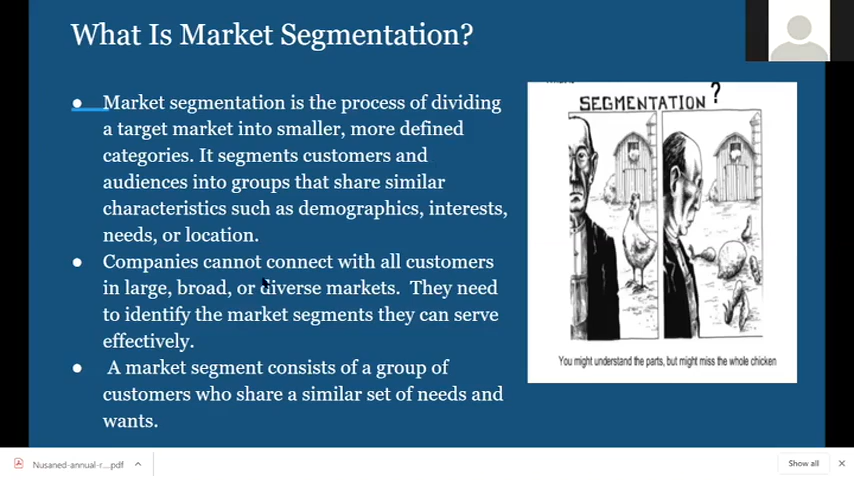 What Is Market Segmentation?
● Market segmentation is the process of dividing
a target market into smaller, more defined
categories. It segments customers and
audiences into groups that share similar
characteristics such as demographics, interests,
needs, or location.
● Companies cannot connect with all customers
in large, broad, or diverse markets. They need
to identify the market segments they can serve
effectively.
● A market segment consists of a group of
customers who share a similar set of needs and
wants.
SEGMENTATION ?
You might understand the parts, but might miss the whole chicken
Nusaned-annual-r....pdf
Show all